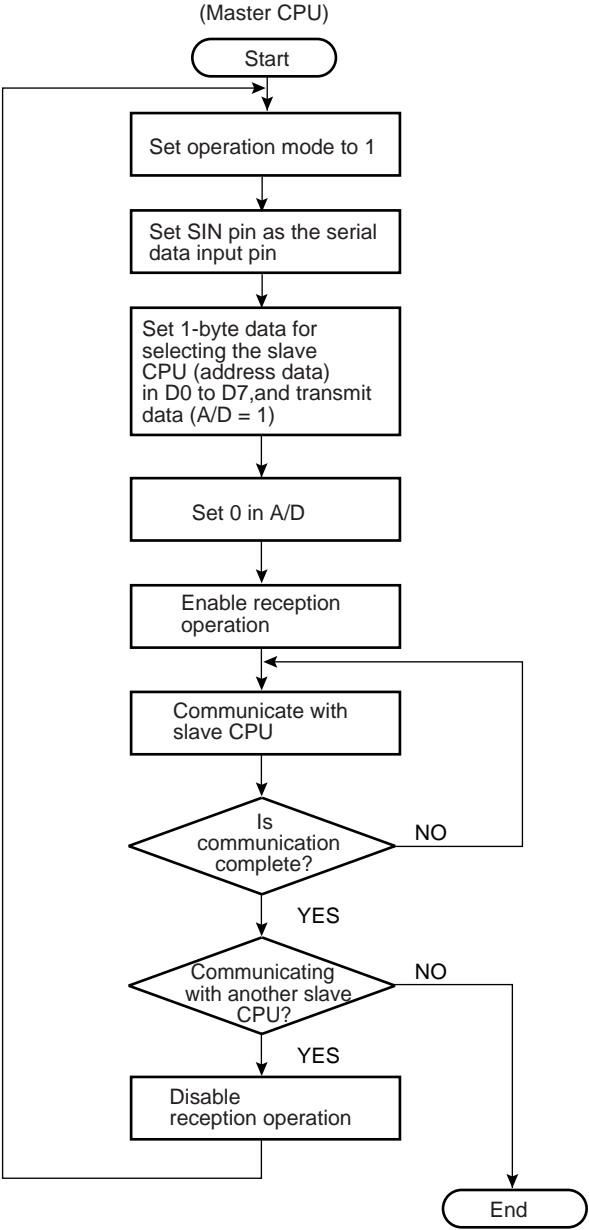 (Master CPU)
Start
Set operation mode to 1
Set SIN pin as the serial
data input pin
Set 1-byte data for
selecting the slave
CPU (address data)
in D0 to D7,and transmit
data (A/D = 1)
Set 0 in A/D
Enable reception
operation
Communicate with
slave CPU
Is
communication
complete?
NO
YES
Communicating
with another slave
CPU?
NO
YES
Disable
reception operation
End